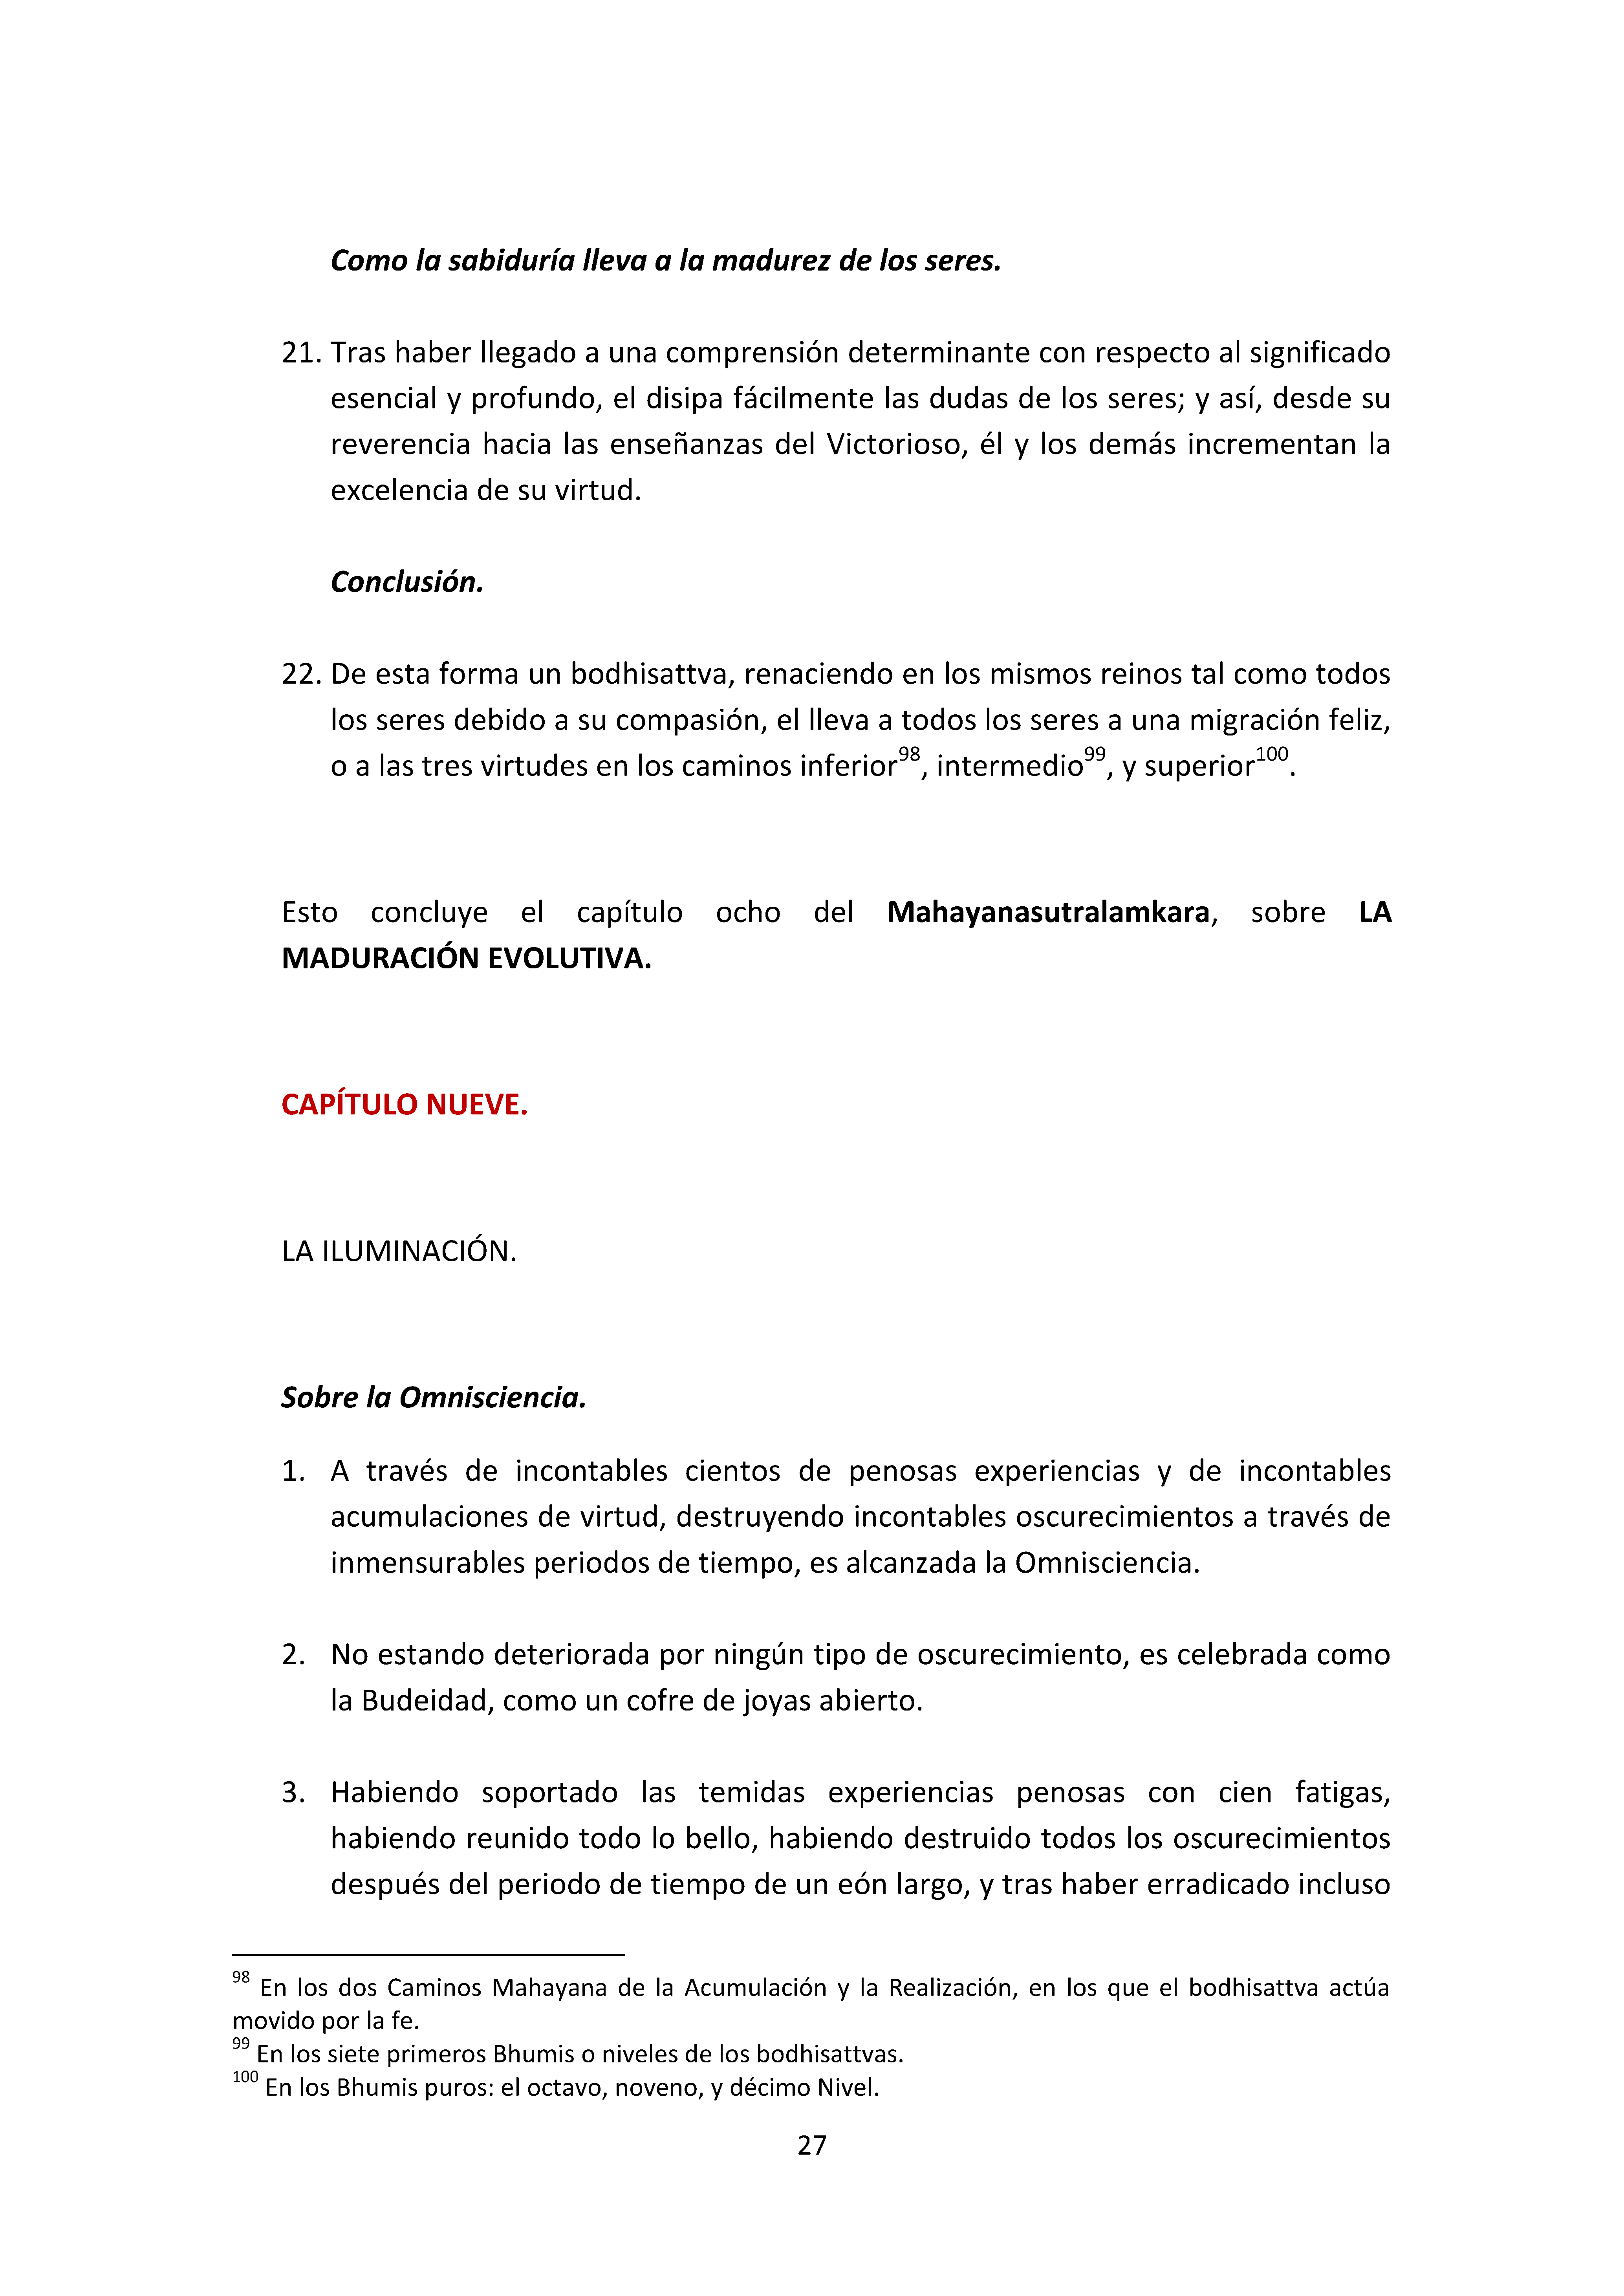 Como la sabiduría lleva a la madurez de los seres.
21. Tras haber llegado a una comprensión determinante con respecto al significado
esencial y profundo, el disipa fácilmente las dudas de los seres; y así, desde su
reverencia hacia las enseñanzas del Victorioso, él y los demás incrementan la
excelencia de su virtud.
Conclusión.
22. De esta forma un bodhisattva, renaciendo en los mismos reinos tal como todos
los seres debido a su compasión, el lleva a todos los seres a una migración feliz,
o a las tres virtudes en los caminos inferior98, intermedio99, y superior100.
Esto concluye el capítulo ocho del Mahayanasutralamkara, sobre LA
MADURACIÓN EVOLUTIVA.
CAPÍTULO NUEVE.
LA ILUMINACIÓN.
Sobre la Omnisciencia.
1. A través de incontables cientos de penosas experiencias y de incontables
acumulaciones de virtud, destruyendo incontables oscurecimientos a través de
inmensurables periodos de tiempo, es alcanzada la Omnisciencia.
2. No estando deteriorada por ningún tipo de oscurecimiento, es celebrada como
la Budeidad, como un cofre de joyas abierto.
3. Habiendo soportado las temidas experiencias penosas con cien fatigas,
habiendo reunido todo lo bello, habiendo destruido todos los oscurecimientos
después del periodo de tiempo de un eón largo, y tras haber erradicado incluso
98 En los dos Caminos Mahayana de la Acumulación y la Realización, en los que el bodhisattva actúa
movido por la fe.
99 En los siete primeros Bhumis o niveles de los bodhisattvas.
100 En los Bhumis puros: el octavo, noveno, y décimo Nivel.
27